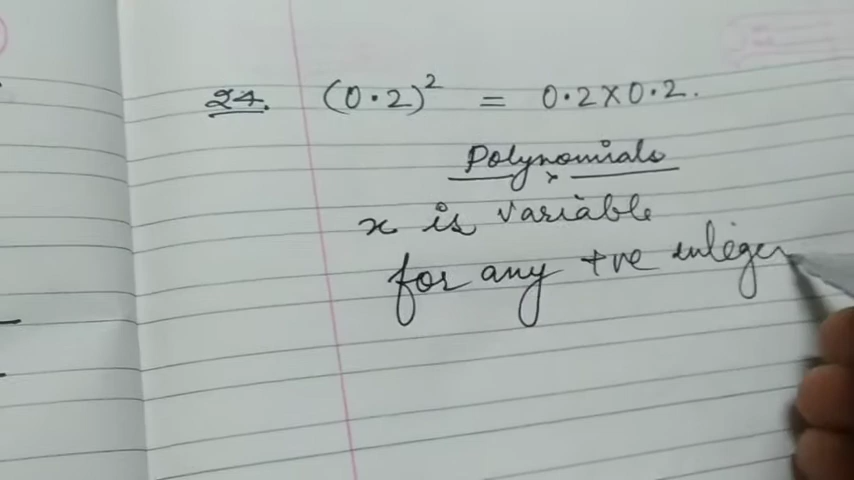 24. (0.2)² = 0.2×0.2.
Polynomials
x is variable
for any +ve integer